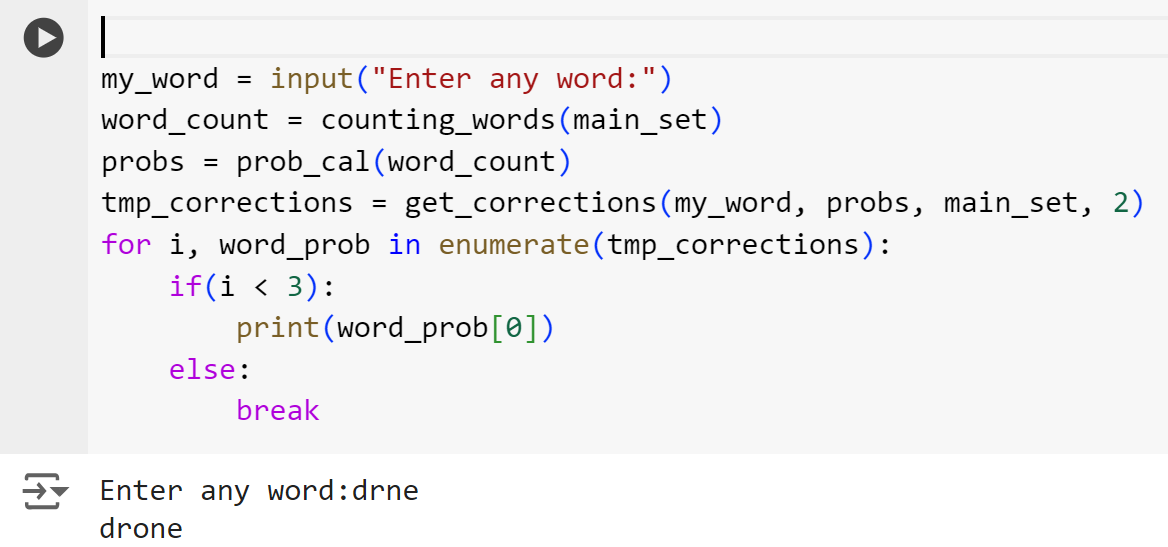 my_word = input("Enter any word:")
word_count = counting_words(main_set)
probs = prob_cal(word_count)
tmp_corrections = get_corrections(my_word, probs, main_set, 2)
for i, word_prob in enumerate(tmp_corrections):
    if(i < 3):
        print(word_prob[0])
    else:
        break
Enter any word:drne
drone